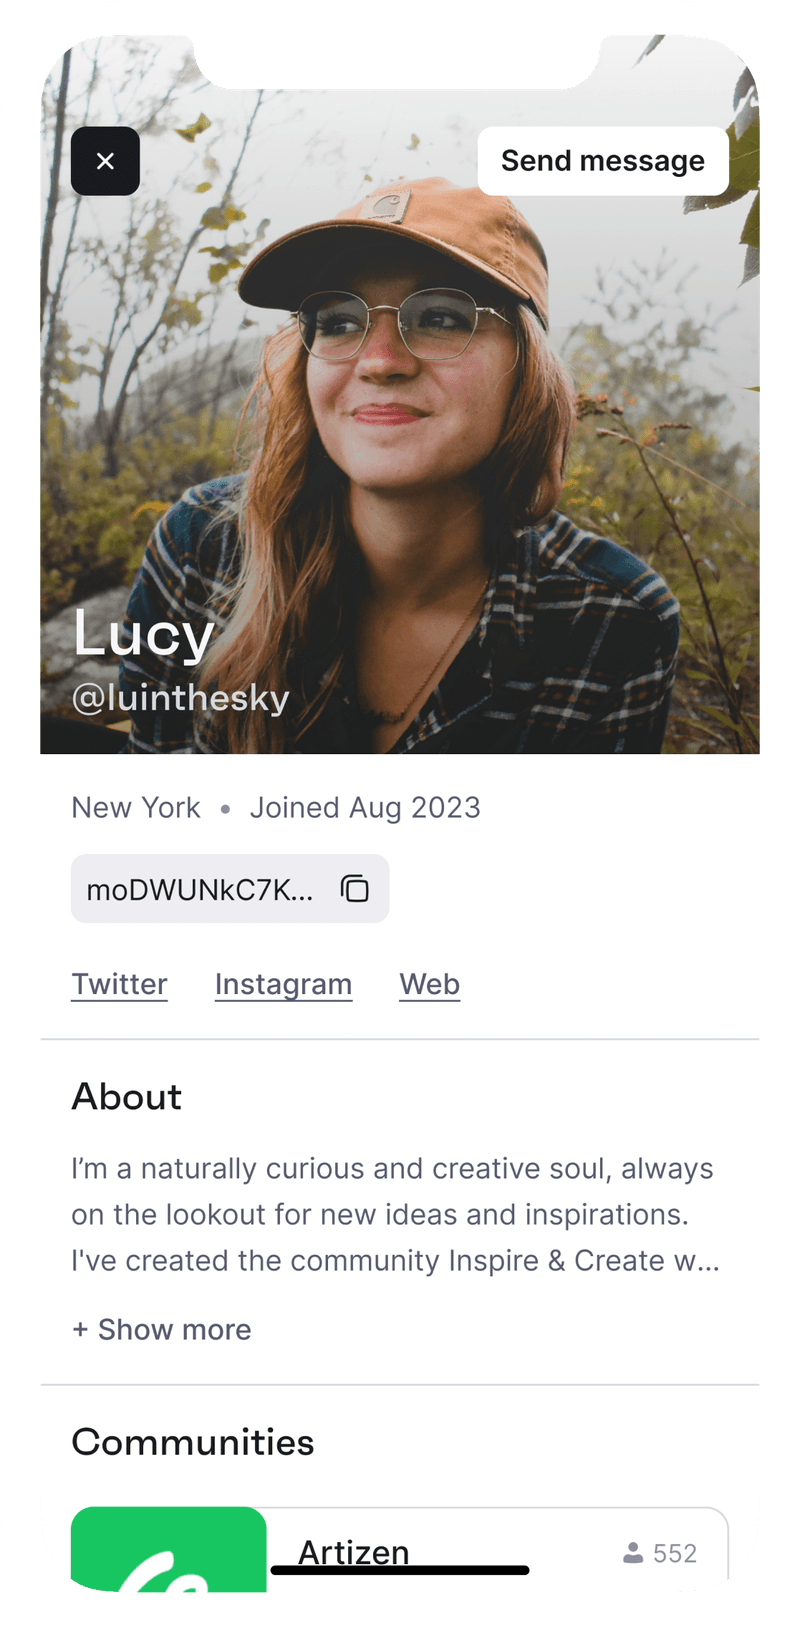 Send message
Lucy
@luinthesky
New York • Joined Aug 2023
moDWUNkC7K...
Twitter Instagram Web
About
I’m a naturally curious and creative soul, always
on the lookout for new ideas and inspirations.
I've created the community Inspire & Create w...
+ Show more
Communities
Artizen 552